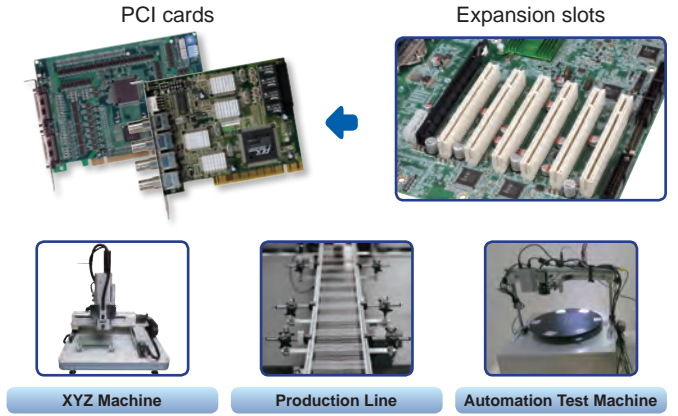 PCI cards
Expansion slots
XYZ Machine
Production Line
Automation Test Machine